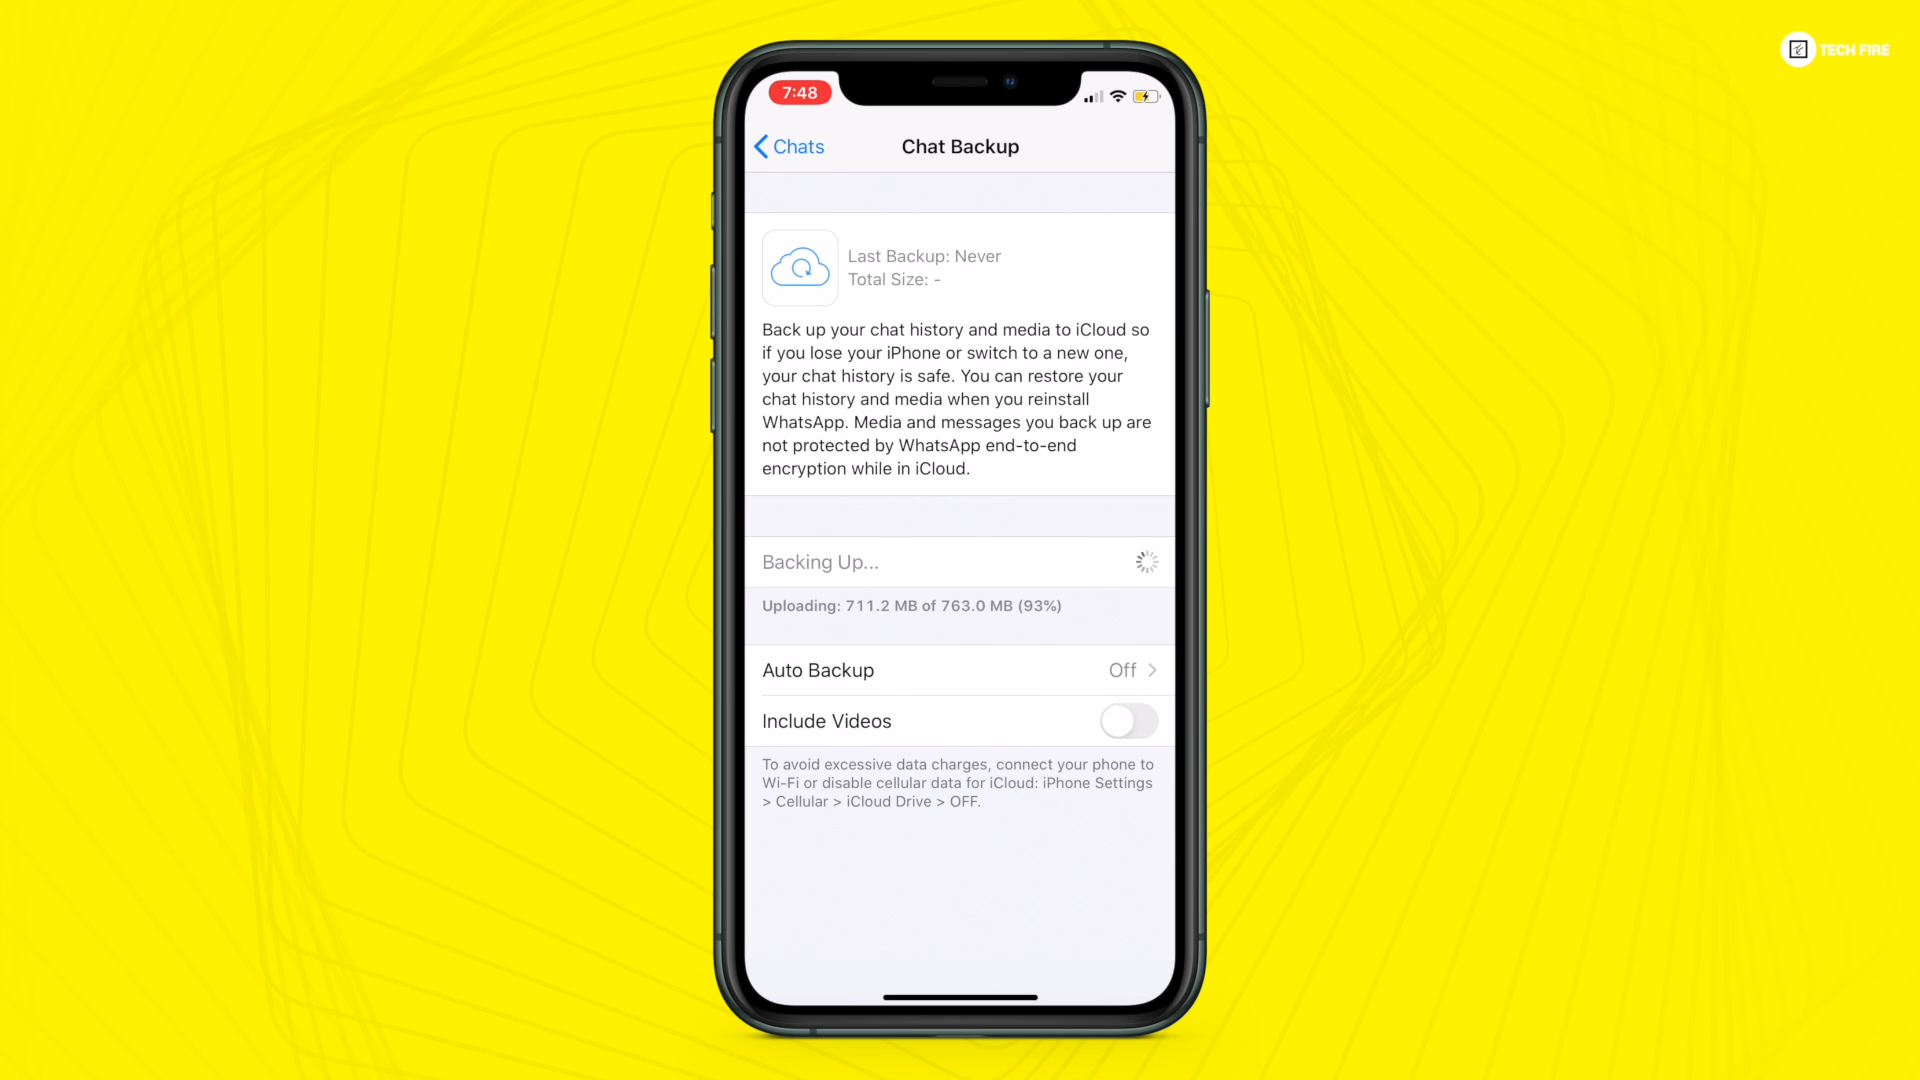 TECH FIRE
7:48
Chats
Chat Backup
Last Backup: Never
Total Size: -
Back up your chat history and media to iCloud so
if you lose your iPhone or switch to a new one,
your chat history is safe. You can restore your
chat history and media when you reinstall
WhatsApp. Media and messages you back up are
not protected by WhatsApp end-to-end
encryption while in iCloud.
Backing Up...
Uploading: 711.2 MB of 763.0 MB (93%)
Auto Backup Off
Include Videos
To avoid excessive data charges, connect your phone to
Wi-Fi or disable cellular data for iCloud: iPhone Settings
> Cellular > iCloud Drive > OFF.